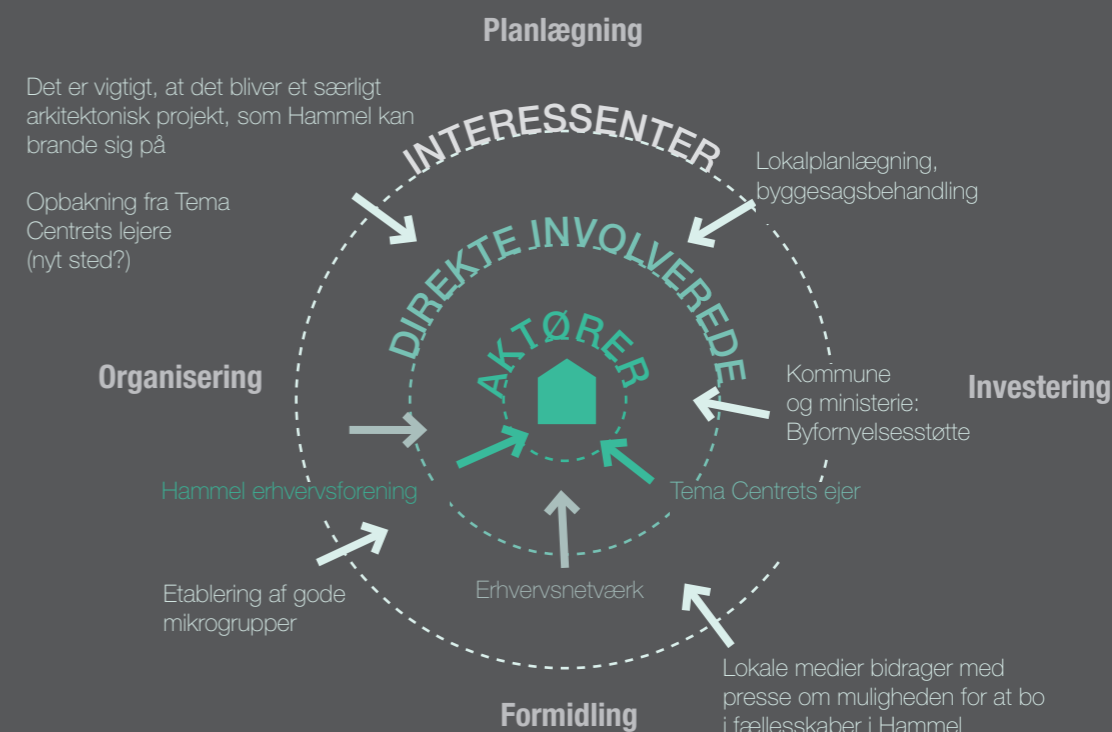 Planlægning
Det er vigtigt, at det bliver et særligt
arkitektonisk projekt, som Hammel kan
brande sig på
Opbakning fra Tema
Centrets lejere
(nyt sted?)
INTERESSENTER
Lokalplanlægning,
byggesagsbehandling
DIREKTE INVOLVEREDE
AKTØRER
Organisering
Kommune
og ministerie:
Byfornyelsesstøtte
Investering
Hammel erhvervsforening
Tema Centrets ejer
Etablering af gode
mikrogrupper
Erhvervsnetværk
Lokale medier bidrager med
presse om muligheden for at bo
i fællesskaber i Hammel
Formidling